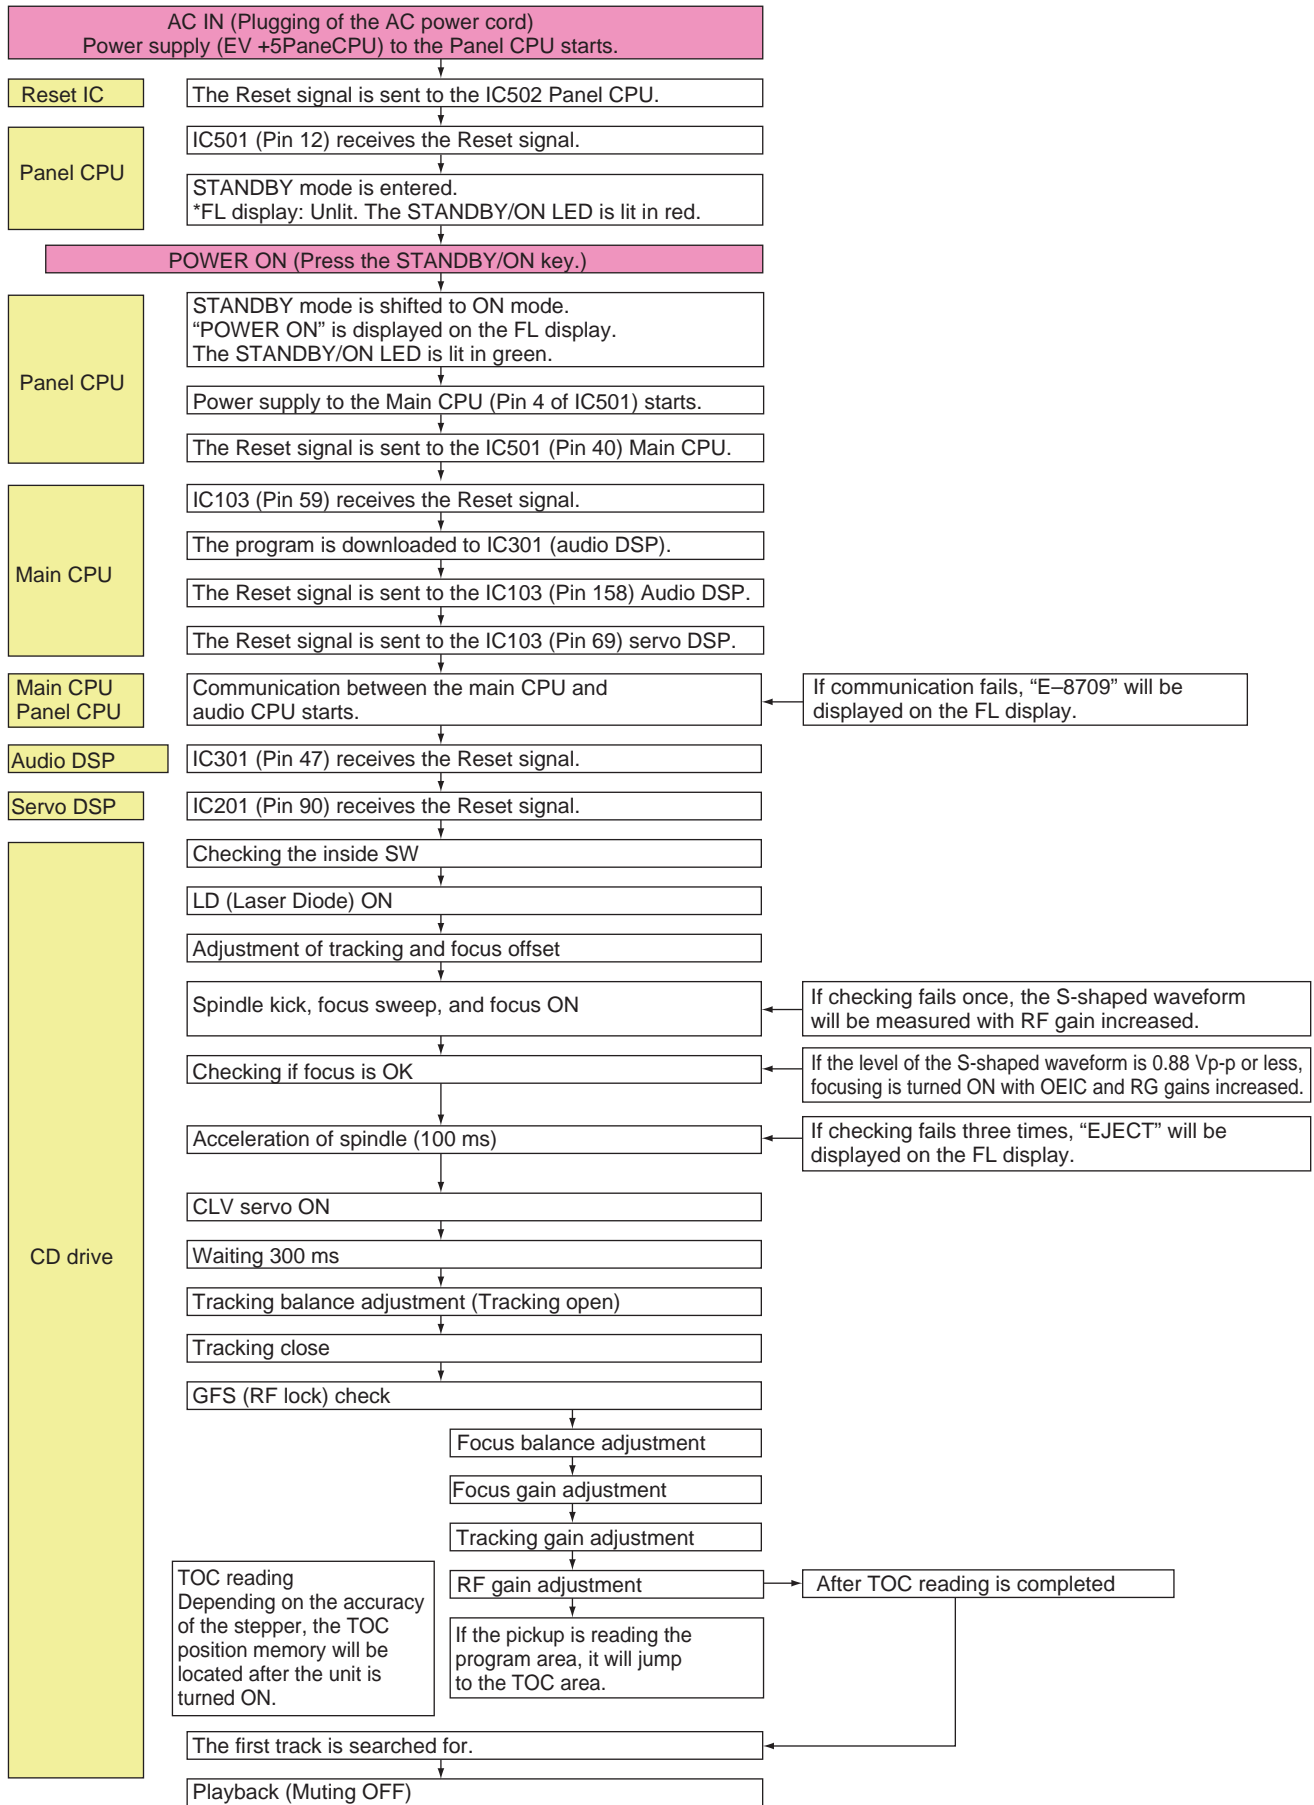 AC IN (Plugging of the AC power cord)
Power supply (EV +5PaneCPU) to the Panel CPU starts.
Reset IC
The Reset signal is sent to the IC502 Panel CPU.
Panel CPU
IC501 (Pin 12) receives the Reset signal.
STANDBY mode is entered.
*FL display: Unlit. The STANDBY/ON LED is lit in red.
POWER ON (Press the STANDBY/ON key.)
Panel CPU
STANDBY mode is shifted to ON mode.
“POWER ON” is displayed on the FL display.
The STANDBY/ON LED is lit in green.
Power supply to the Main CPU (Pin 4 of IC501) starts.
The Reset signal is sent to the IC501 (Pin 40) Main CPU.
Main CPU
IC103 (Pin 59) receives the Reset signal.
The program is downloaded to IC301 (audio DSP).
The Reset signal is sent to the IC103 (Pin 158) Audio DSP.
The Reset signal is sent to the IC103 (Pin 69) servo DSP.
Main CPU
Panel CPU
Communication between the main CPU and
audio CPU starts.
If communication fails, “E–8709” will be
displayed on the FL display.
Audio DSP
IC301 (Pin 47) receives the Reset signal.
Servo DSP
IC201 (Pin 90) receives the Reset signal.
CD drive
Checking the inside SW
LD (Laser Diode) ON
Adjustment of tracking and focus offset
Spindle kick, focus sweep, and focus ON
If checking fails once, the S-shaped waveform
will be measured with RF gain increased.
Checking if focus is OK
If the level of the S-shaped waveform is 0.88 Vp-p or less,
focusing is turned ON with OEIC and RG gains increased.
Acceleration of spindle (100 ms)
If checking fails three times, “EJECT” will be
displayed on the FL display.
CLV servo ON
Waiting 300 ms
Tracking balance adjustment (Tracking open)
Tracking close
GFS (RF lock) check
Focus balance adjustment
Focus gain adjustment
Tracking gain adjustment
RF gain adjustment
After TOC reading is completed
TOC reading
Depending on the accuracy
of the stepper, the TOC
position memory will be
located after the unit is
turned ON.
If the pickup is reading the
program area, it will jump
to the TOC area.
The first track is searched for.
Playback (Muting OFF)